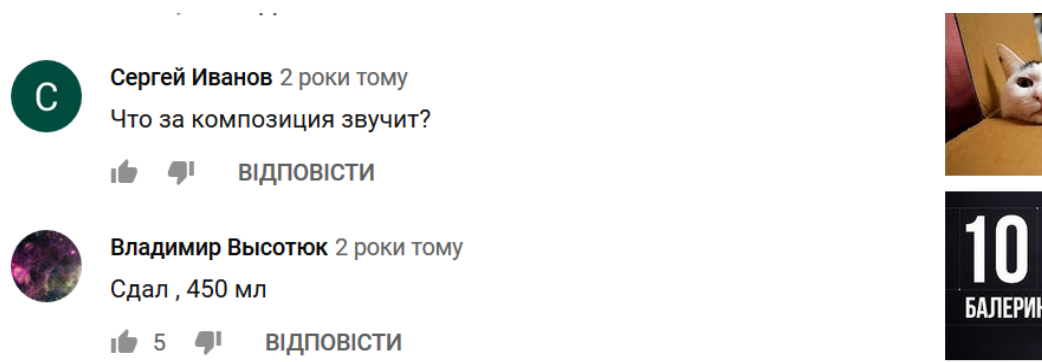 С
Сергей Иванов 2 роки тому
Что за композиция звучит?
ВІДПОВІСТИ
Владимир Высотюк 2 роки тому
Сдал , 450 мл
5 ВІДПОВІСТИ
10